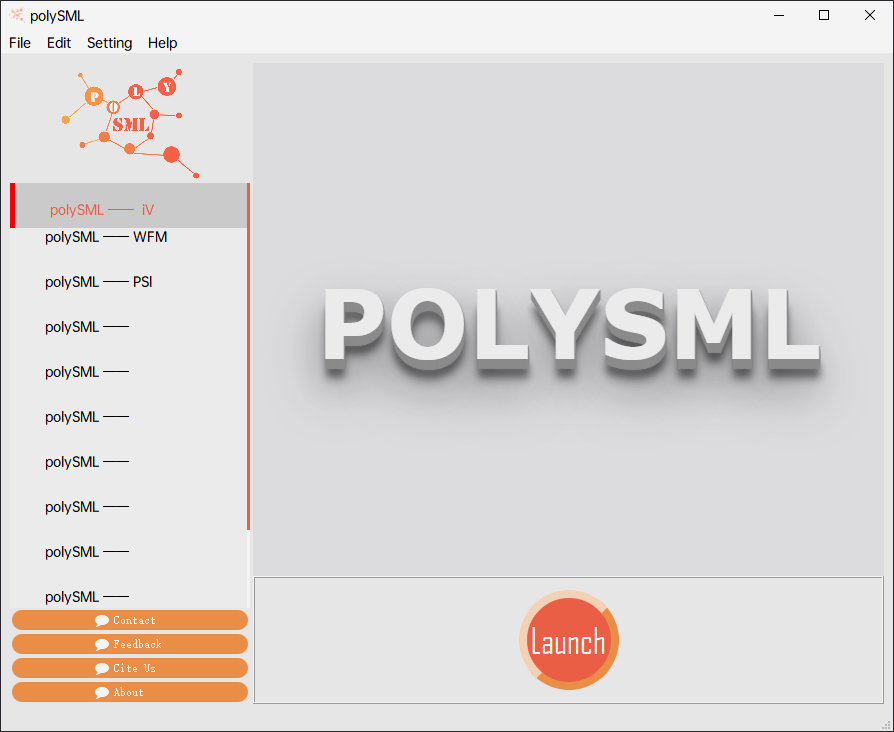 polySML
File Edit Setting Help
POLY
SML
polySML —— iV
polySML —— WFM
polySML —— PSI
polySML ——
polySML ——
polySML ——
polySML ——
polySML ——
polySML ——
polySML ——
POLYSML
Contact
Feedback
Cite Us
About
Launch